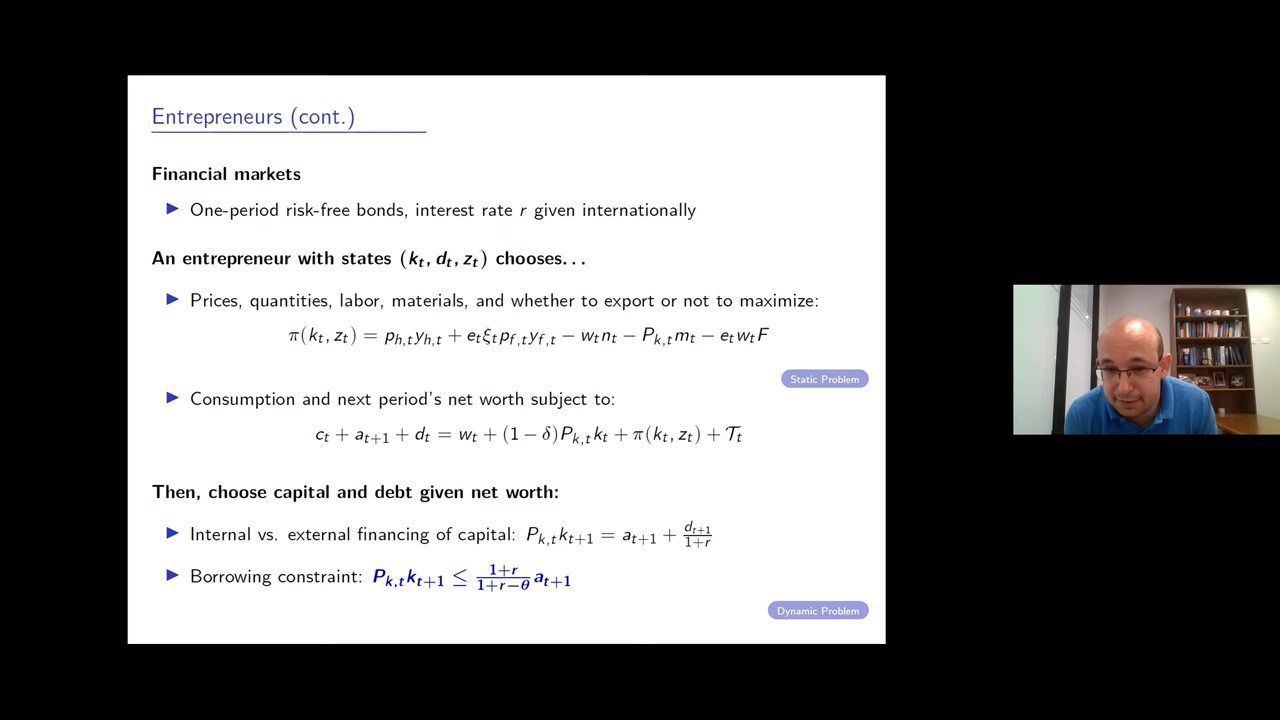 Entrepreneurs (cont.)
Financial markets
▶ One-period risk-free bonds, interest rate r given internationally
An entrepreneur with states (k_t, d_t, z_t) chooses...
▶ Prices, quantities, labor, materials, and whether to export or not to maximize:
π(k_t, z_t) = p_{h,t}y_{h,t} + e_tξ_tp_{f,t}y_{f,t} − w_tn_t − P_{k,t}m_t − e_tw_tF
Static Problem
▶ Consumption and next period's net worth subject to:
c_t + a_{t+1} + d_t = w_t + (1 − δ)P_{k,t}k_t + π(k_t, z_t) + 𝒯_t
Then, choose capital and debt given net worth:
▶ Internal vs. external financing of capital: P_{k,t}k_{t+1} = a_{t+1} + \frac{d_{t+1}}{1+r}
▶ Borrowing constraint: P_{k,t}k_{t+1} ≤ \frac{1+r}{1+r−θ}a_{t+1}
Dynamic Problem